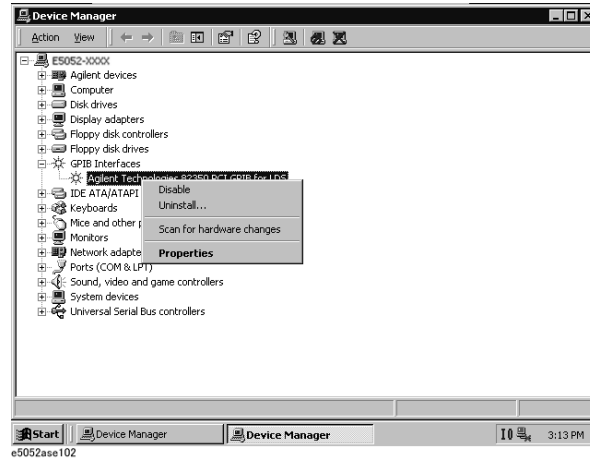 Device Manager
Action View
E5052-XXXX
Agilent devices
Computer
Disk drives
Display adapters
Floppy disk controllers
Floppy disk drives
GPIB Interfaces
Agilent Technologies 82350 PCI GPIB for LDS
IDE ATA/ATAPI
Keyboards
Mice and other p
Monitors
Network adapte
Ports (COM & LPT)
Sound, video and game controllers
System devices
Universal Serial Bus controllers
Disable
Uninstall...
Scan for hardware changes
Properties
Start Device Manager Device Manager IO 3:13 PM
e5052ase102